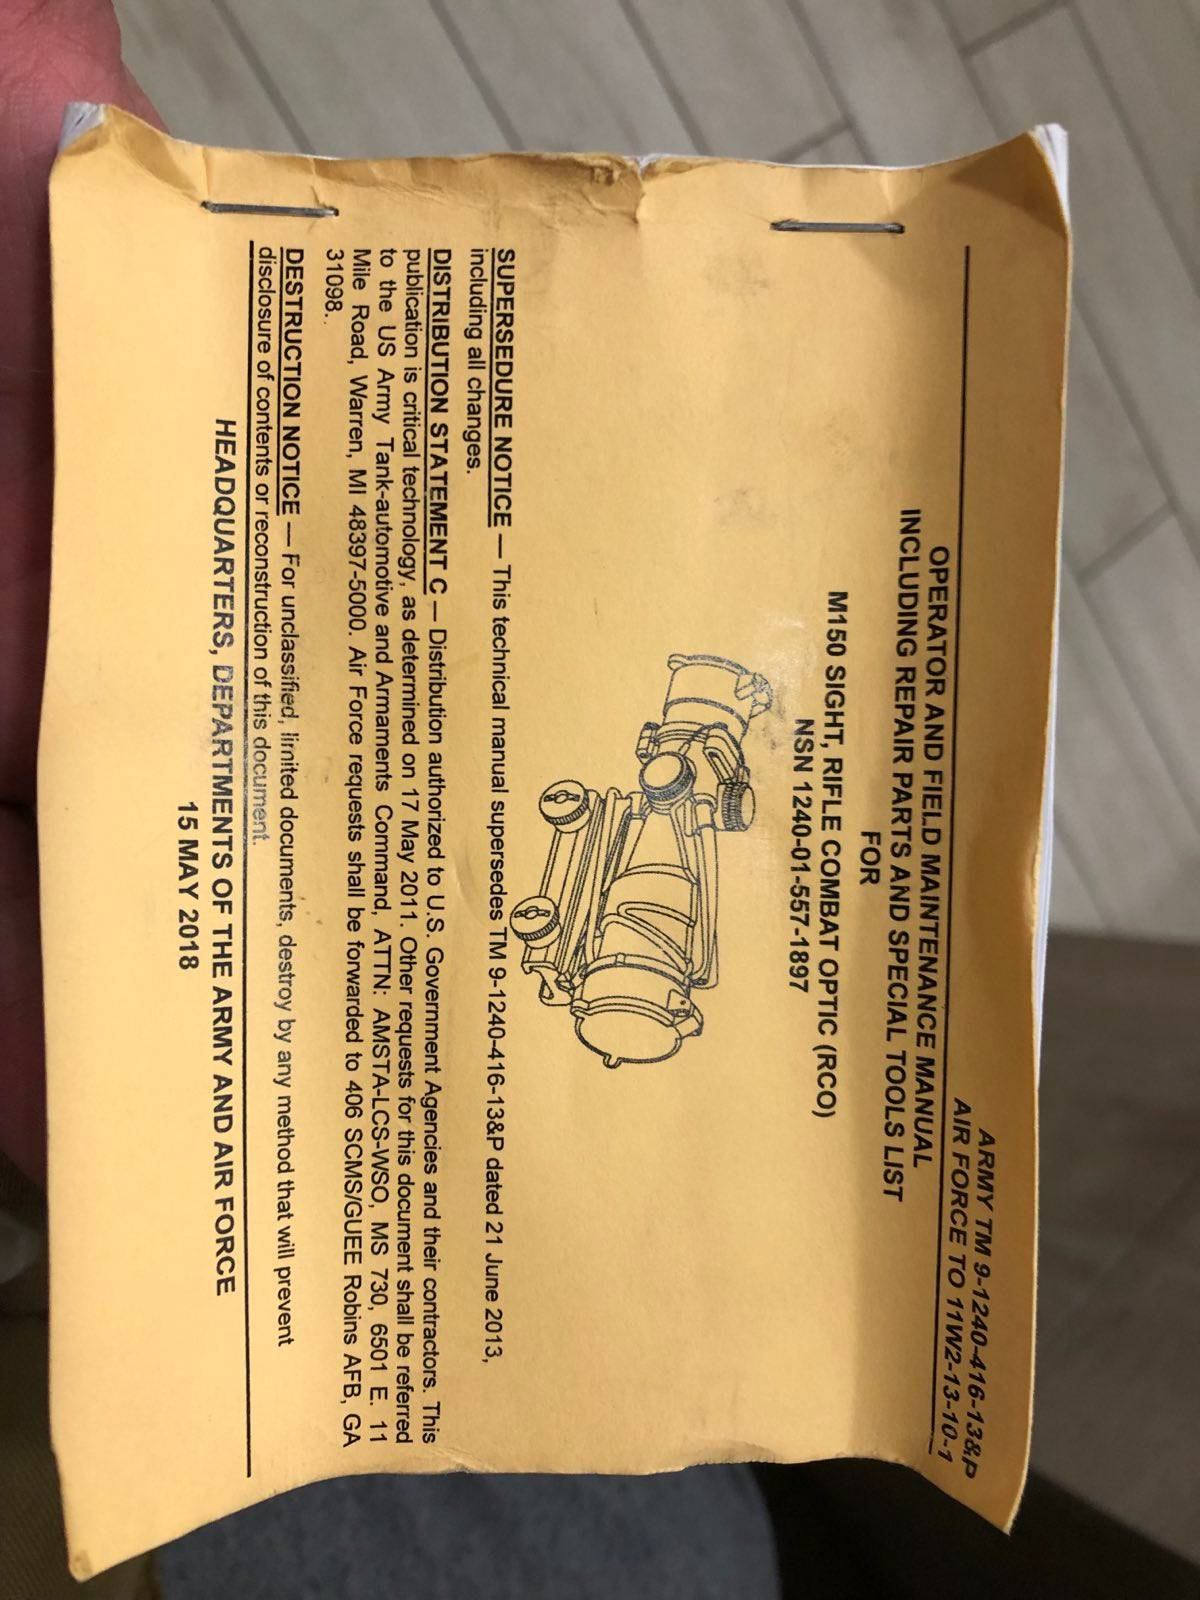 ARMY TM 9-1240-416-13&P
AIR FORCE TO 11W2-13-10-1
OPERATOR AND FIELD MAINTENANCE MANUAL
INCLUDING REPAIR PARTS AND SPECIAL TOOLS LIST
FOR
M150 SIGHT, RIFLE COMBAT OPTIC (RCO)
NSN 1240-01-557-1897
SUPERSEDURE NOTICE — This technical manual supersedes TM 9-1240-416-13&P dated 21 June 2013,
including all changes.
DISTRIBUTION STATEMENT C — Distribution authorized to U.S. Government Agencies and their contractors. This
publication is critical technology, as determined on 17 May 2011. Other requests for this document shall be referred
to the US Army Tank-automotive and Armaments Command, ATTN: AMSTA-LCS-WSO, MS 730, 6501 E. 11
Mile Road, Warren, MI 48397-5000. Air Force requests shall be forwarded to 406 SCMS/GUEE Robins AFB, GA
31098..
DESTRUCTION NOTICE — For unclassified, limited documents, destroy by any method that will prevent
disclosure of contents or reconstruction of this document.
HEADQUARTERS, DEPARTMENTS OF THE ARMY AND AIR FORCE
15 MAY 2018